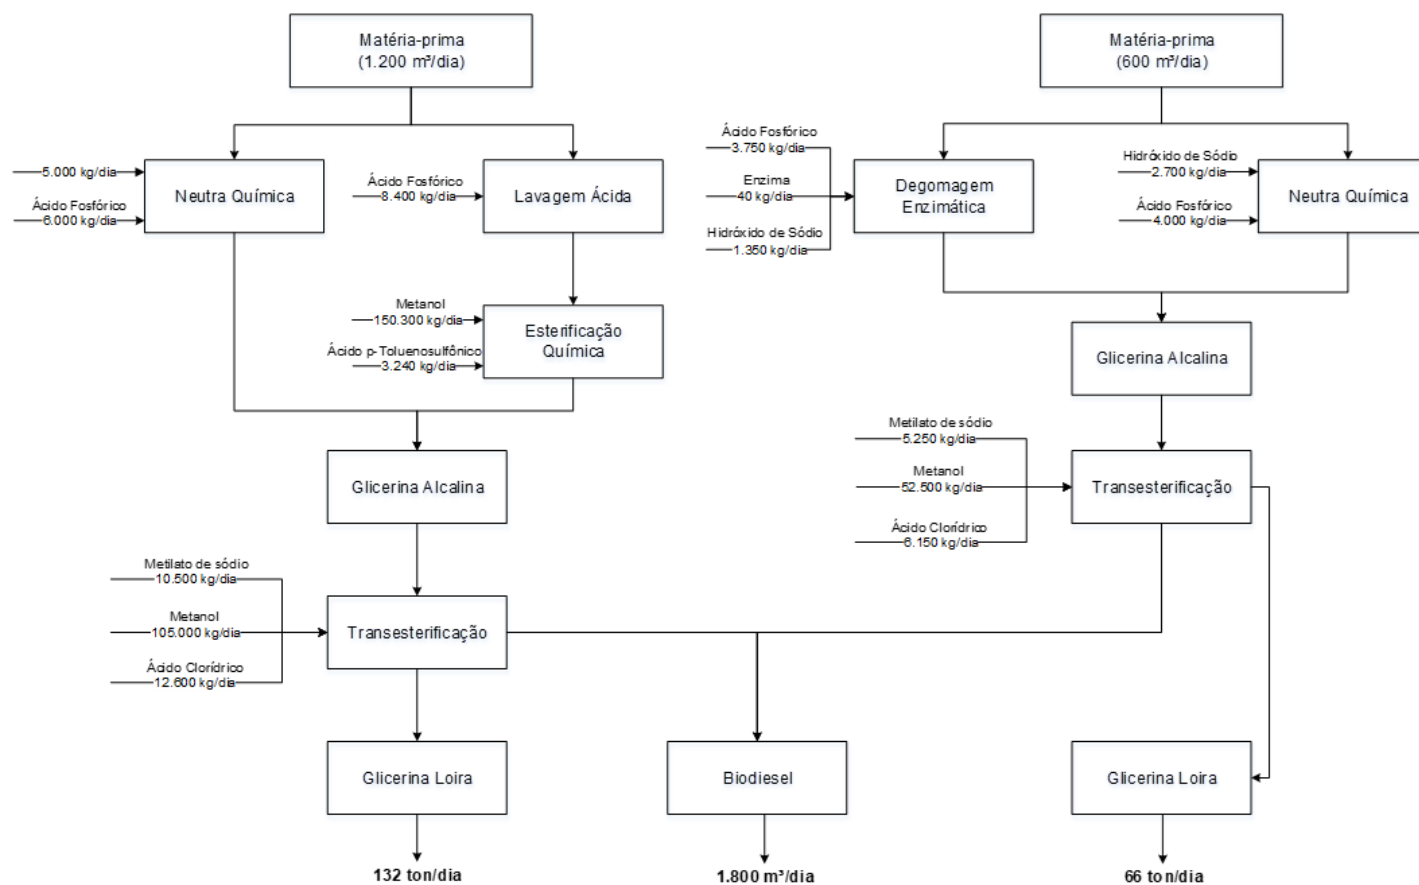 Matéria-prima
(1.200 m³/dia)
Matéria-prima
(600 m³/dia)
5.000 kg/dia
Ácido Fosfórico
6.000 kg/dia
Neutra Química
Ácido Fosfórico
8.400 kg/dia
Lavagem Ácida
Ácido Fosfórico
3.750 kg/dia
Enzima
40 kg/dia
Hidróxido de Sódio
1.350 kg/dia
Degomagem
Enzimática
Hidróxido de Sódio
2.700 kg/dia
Ácido Fosfórico
4.000 kg/dia
Neutra Química
Metanol
150.300 kg/dia
Ácido p-Toluenosulfônico
3.240 kg/dia
Esterificação
Química
Glicerina Alcalina
Glicerina Alcalina
Metilato de sódio
5.250 kg/dia
Metanol
52.500 kg/dia
Ácido Clorídrico
6.150 kg/dia
Transesterificação
Metilato de sódio
10.500 kg/dia
Metanol
105.000 kg/dia
Ácido Clorídrico
12.600 kg/dia
Transesterificação
Glicerina Loira
Biodiesel
Glicerina Loira
132 ton/dia
1.800 m³/dia
66 ton/dia